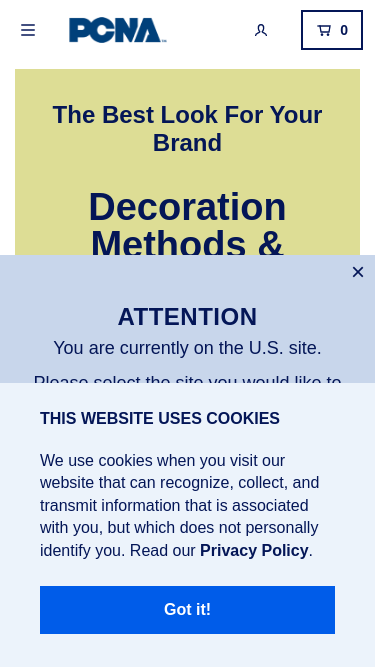 PCNA
0
The Best Look For Your
Brand
Decoration
Methods &
ATTENTION
You are currently on the U.S. site.
Please select the site you would like to
THIS WEBSITE USES COOKIES
We use cookies when you visit our
website that can recognize, collect, and
transmit information that is associated
with you, but which does not personally
identify you. Read our Privacy Policy.
Got it!